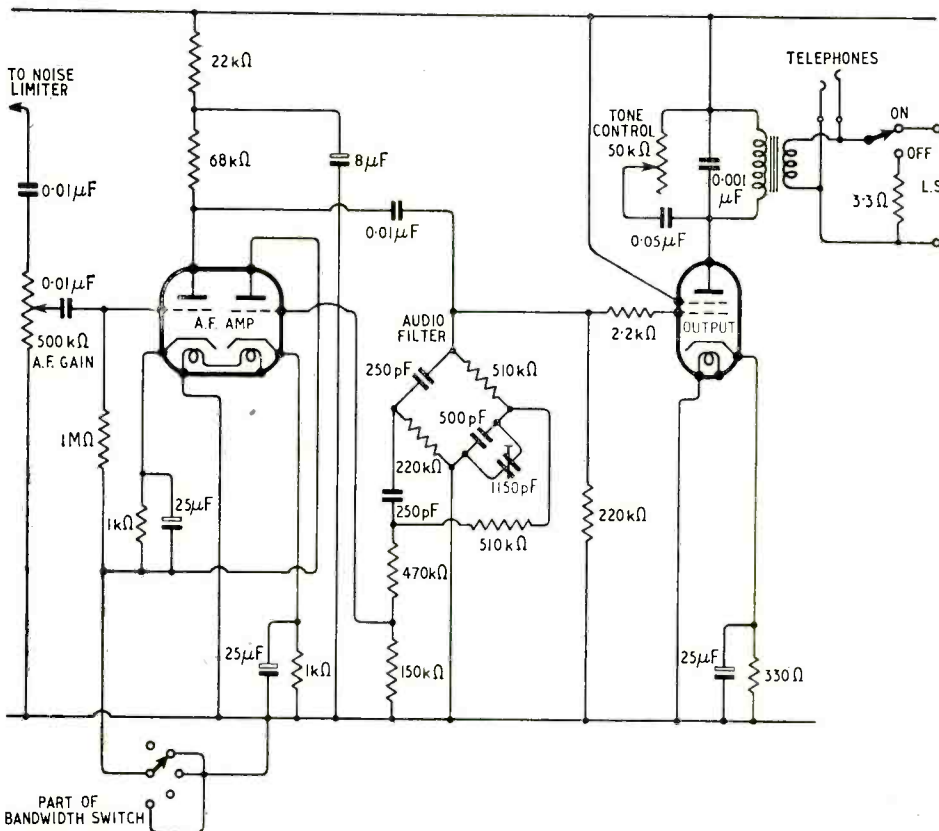 22kΩ
TO NOISE
LIMITER
TELEPHONES
TONE
CONTROL
50kΩ
ON
68kΩ
8μF
OFF
0.01μF
0.001
μF
L.S
3.3Ω
0.01μF
0.05μF
0.01μF
A.F. AMP
500kΩ
A.F. GAIN
AUDIO
FILTER
OUTPUT
2.2kΩ
250pF
510kΩ
500pF
1MΩ
220kΩ
1150pF
250pF
25μF
1kΩ
510kΩ
220kΩ
470kΩ
25μF
1kΩ
150kΩ
25μF
330Ω
PART OF
BANDWIDTH SWITCH